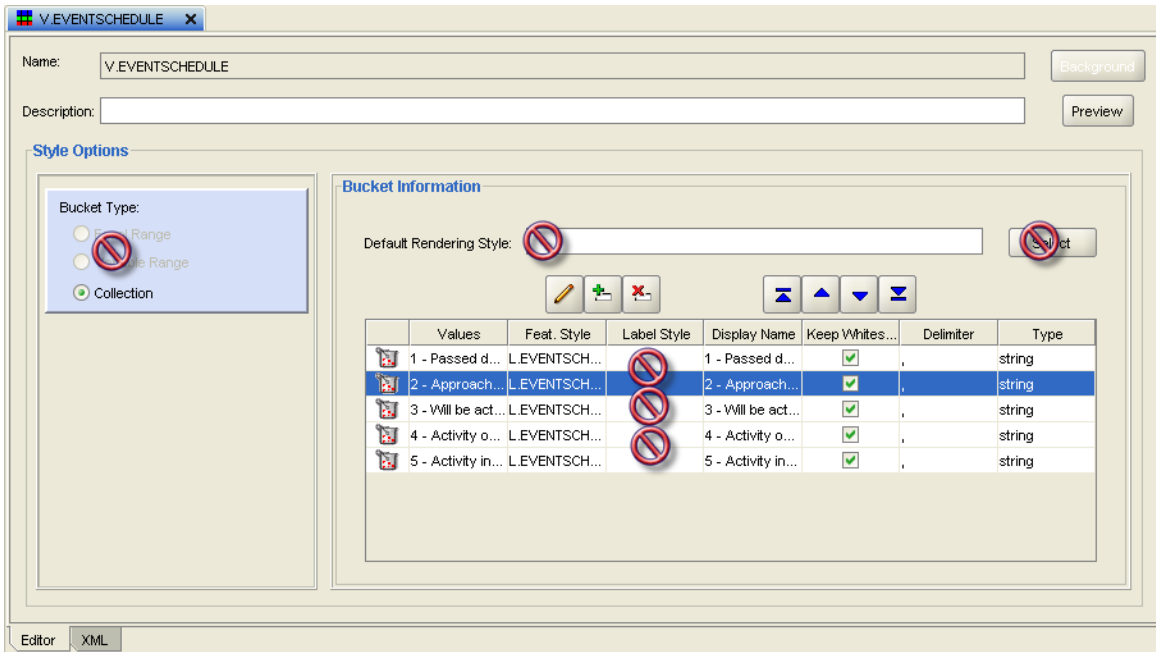 V.EVENTSCHEDULE
Name: V.EVENTSCHEDULE Background
Description: Preview
Style Options
Bucket Type:
Range
Range
Collection
Bucket Information
Default Rendering Style: Select
Values Feat. Style Label Style Display Name Keep Whites... Delimiter Type
1 - Passed d... L.EVENTSCH... 1 - Passed d... , string
2 - Approach... L.EVENTSCH... 2 - Approach... , string
3 - Will be act... L.EVENTSCH... 3 - Will be act... , string
4 - Activity o... L.EVENTSCH... 4 - Activity o... , string
5 - Activity in... L.EVENTSCH... 5 - Activity in... , string
Editor XML